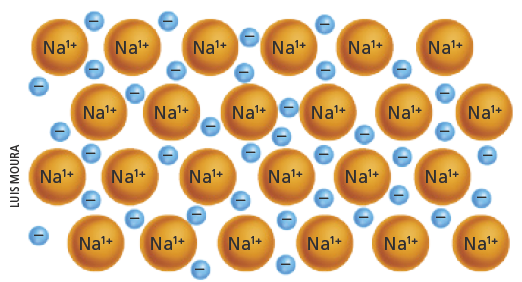 − − − −
Na¹⁺ Na¹⁺ Na¹⁺ Na¹⁺ Na¹⁺ Na¹⁺
− − − − − − − − −
Na¹⁺ Na¹⁺ Na¹⁺ Na¹⁺ Na¹⁺ Na¹⁺
− − − − − − − − − − −
Na¹⁺ Na¹⁺ Na¹⁺ Na¹⁺ Na¹⁺ Na¹⁺
− − − − − − − − − − −
Na¹⁺ Na¹⁺ Na¹⁺ Na¹⁺ Na¹⁺ Na¹⁺
− −
LUIS MOURA